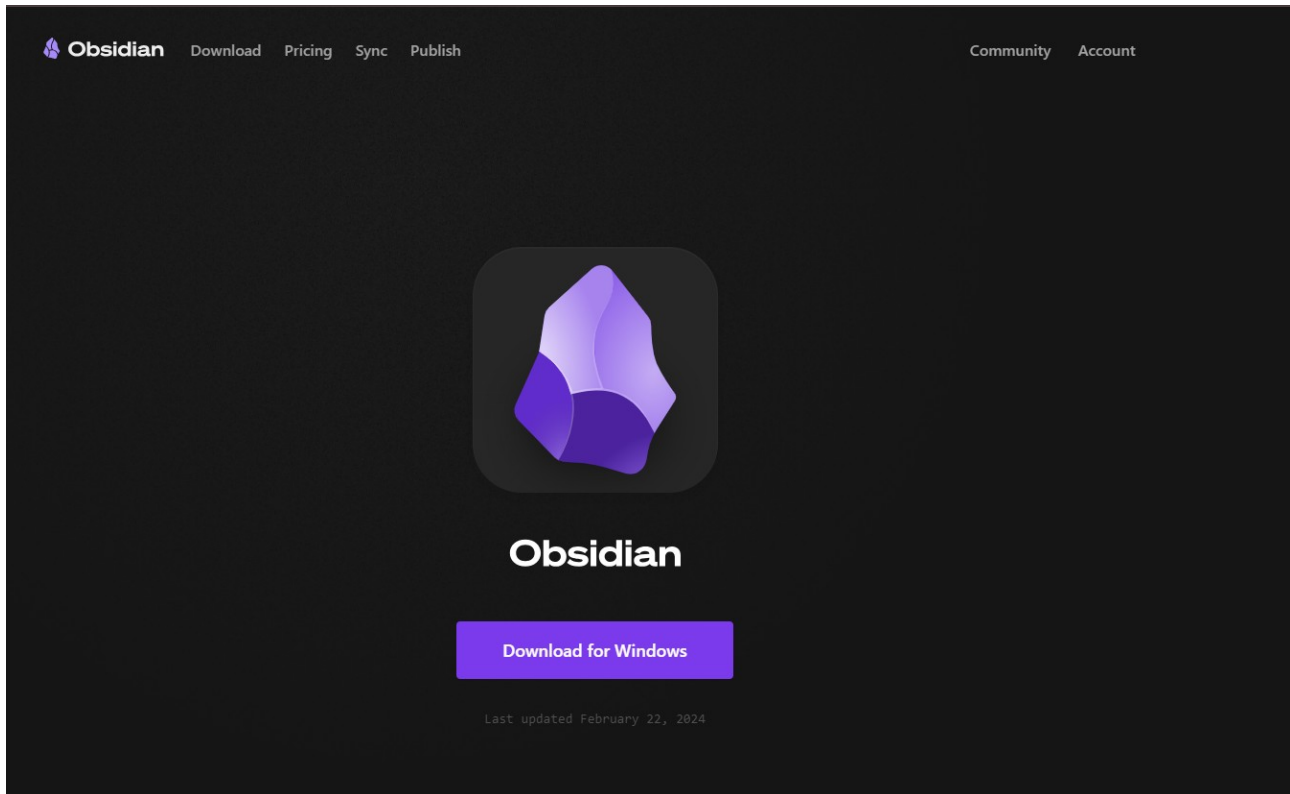 Obsidian Download Pricing Sync Publish Community Account
Obsidian
Download for Windows
Last updated February 22, 2024